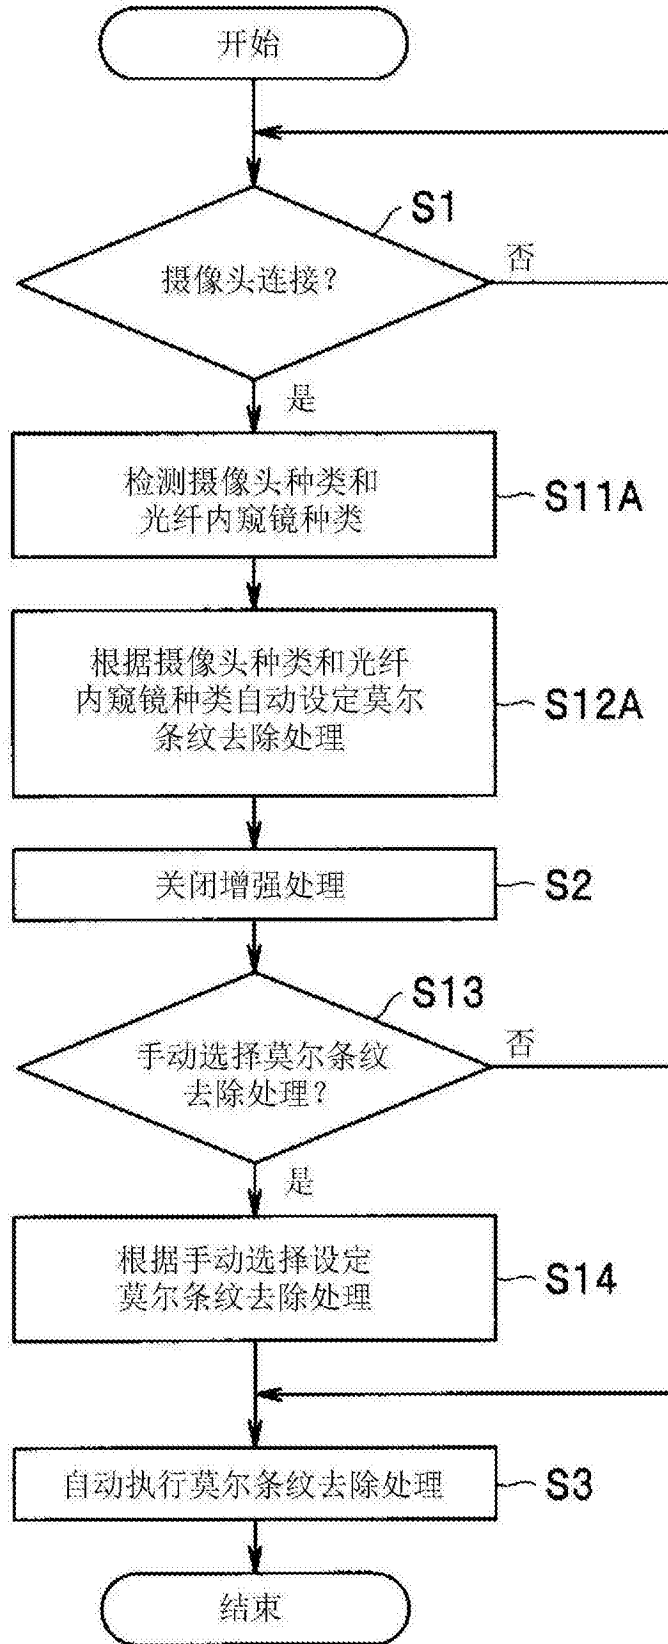 开始
S1
摄像头连接？
否
是
检测摄像头种类和
光纤内窥镜种类
S11A
根据摄像头种类和光纤
内窥镜种类自动设定莫尔
条纹去除处理
S12A
关闭增强处理
S2
S13
手动选择莫尔条纹
去除处理？
否
是
根据手动选择设定
莫尔条纹去除处理
S14
自动执行莫尔条纹去除处理
S3
结束